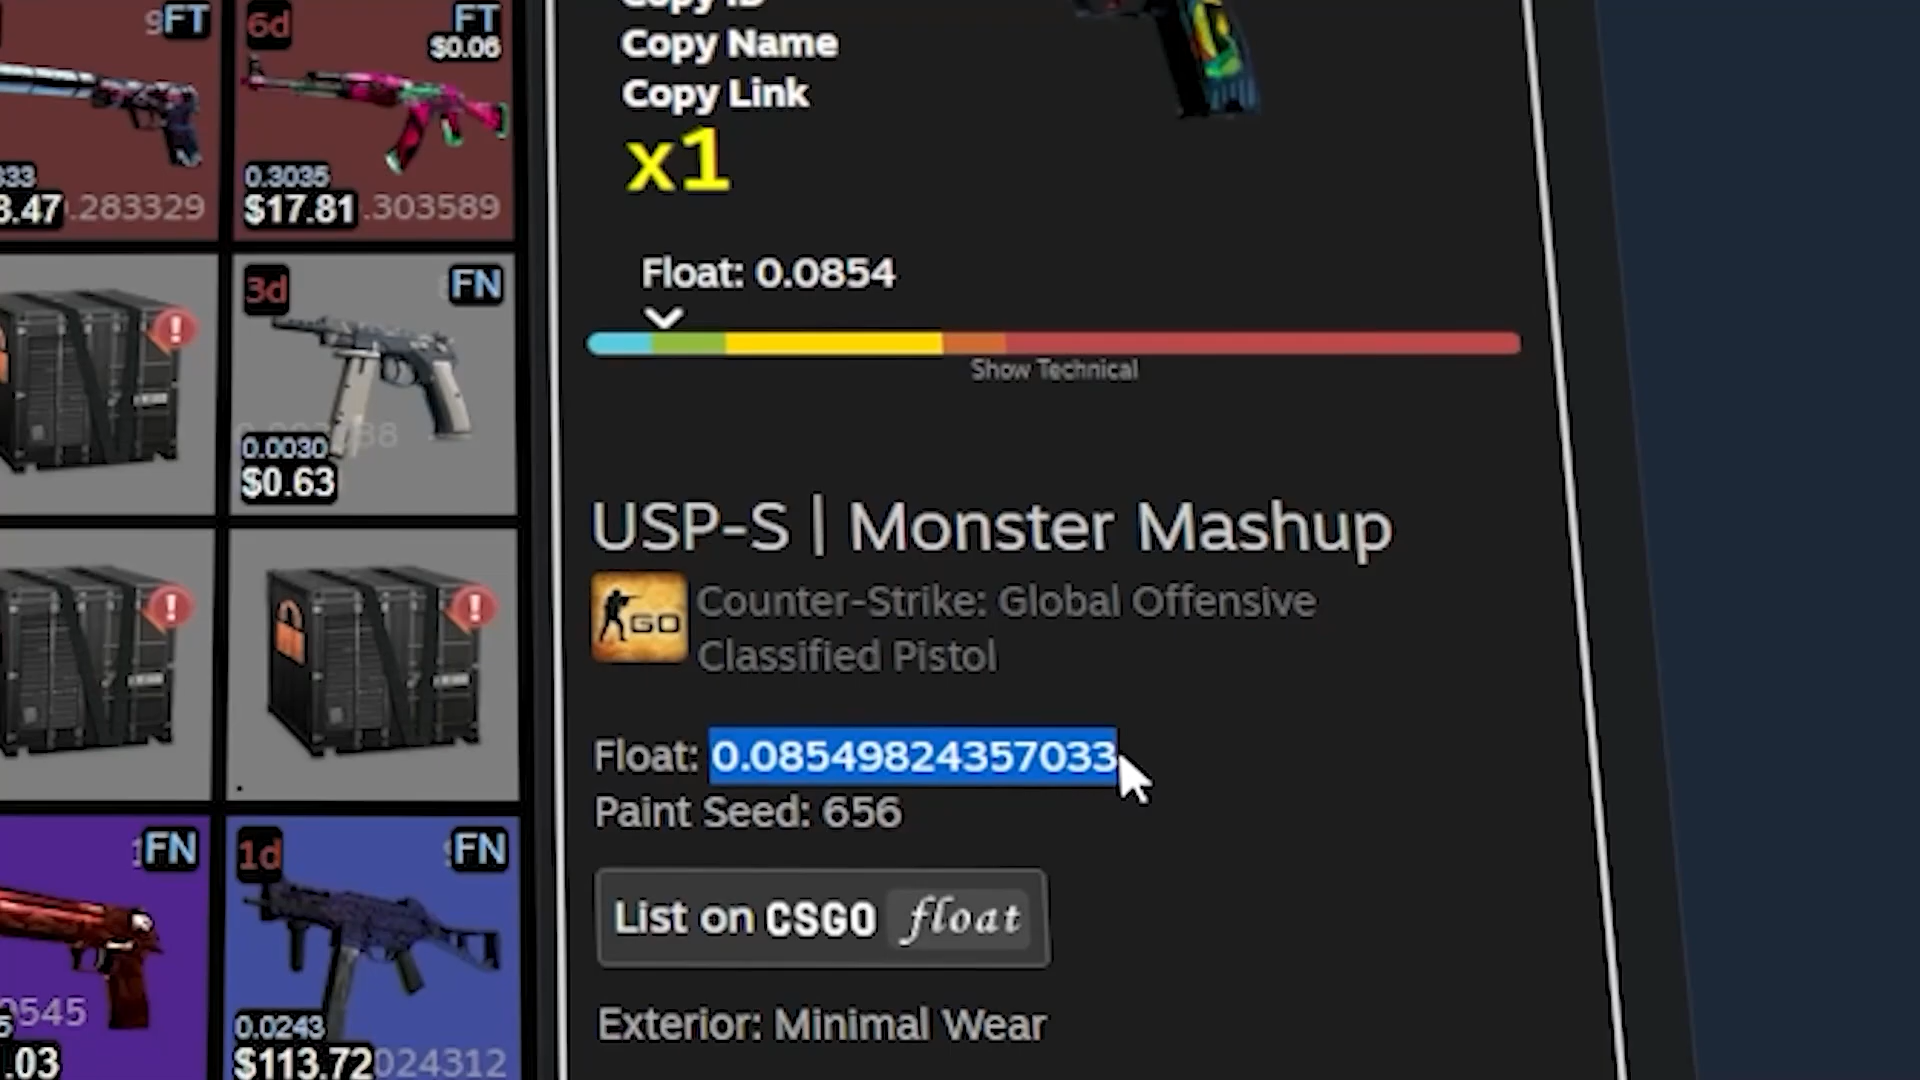 FT
6d
FT
$0.06
Copy Name
Copy Link
x1
0.3035
$17.81
.303589
.283329
Float: 0.0854
Show Technical
3d
FN
0.0030
$0.63
USP-S | Monster Mashup
GO
Counter-Strike: Global Offensive
Classified Pistol
Float: 0.08549824357033
Paint Seed: 656
FN
1d
FN
List on CSGO float
0.0243
$113.72
024312
Exterior: Minimal Wear